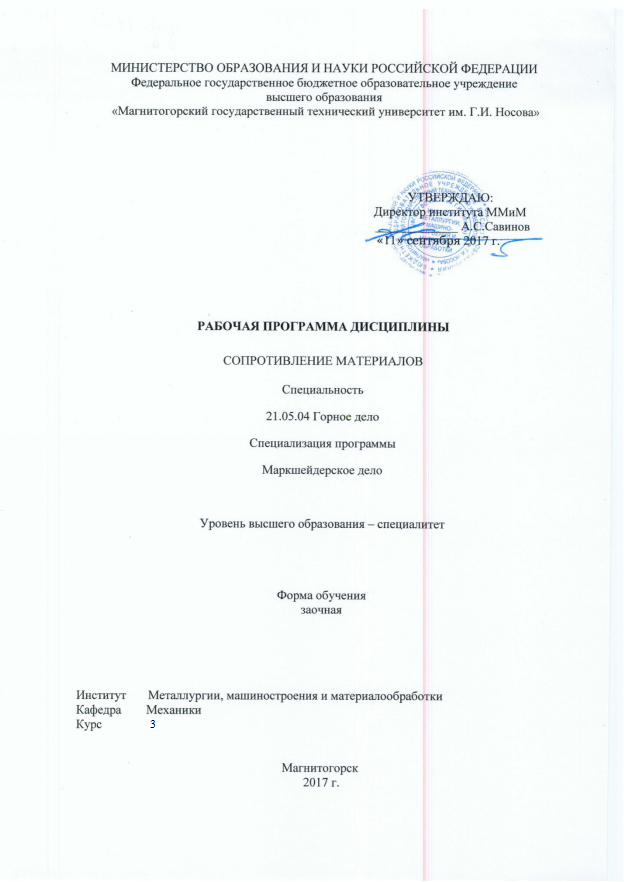 МИНИСТЕРСТВО ОБРАЗОВАНИЯ И НАУКИ РОССИЙСКОЙ ФЕДЕРАЦИИ
Федеральное государственное бюджетное образовательное учреждение
высшего образования
«Магнитогорский государственный технический университет им. Г.И. Носова»
УТВЕРЖДАЮ:
Директор института ММиМ
А.С.Савинов
«11» сентября 2017 г.
РАБОЧАЯ ПРОГРАММА ДИСЦИПЛИНЫ
СОПРОТИВЛЕНИЕ МАТЕРИАЛОВ
Специальность
21.05.04 Горное дело
Специализация программы
Маркшейдерское дело
Уровень высшего образования – специалитет
Форма обучения
заочная
Институт Металлургии, машиностроения и материалообработки
Кафедра Механики
Курс 3
Магнитогорск
2017 г.